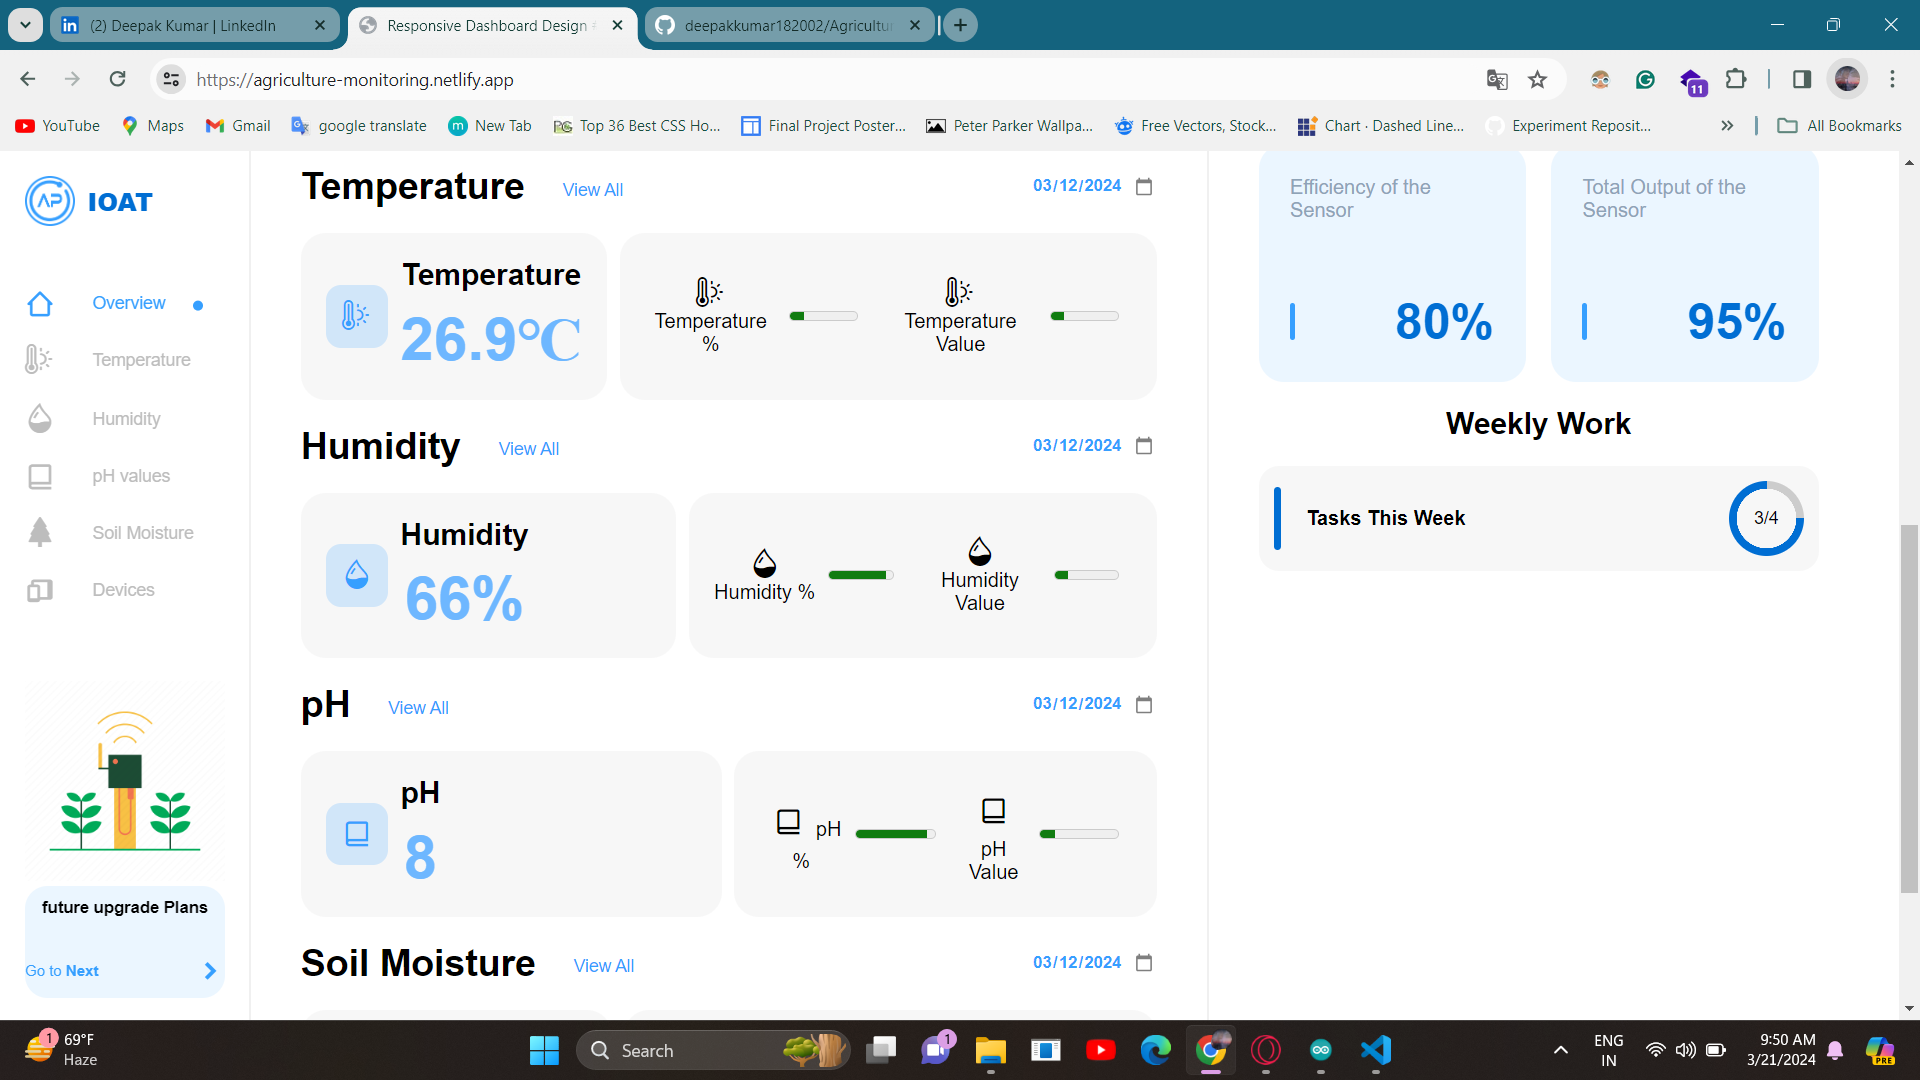 (2) Deepak Kumar | LinkedIn
Responsive Dashboard Design
deepakkumar182002/Agricultur
https://agriculture-monitoring.netlify.app
11
YouTube
Maps
Gmail
google translate
New Tab
Top 36 Best CSS Ho...
Final Project Poster...
Peter Parker Wallpa...
Free Vectors, Stock...
Chart · Dashed Line...
Experiment Reposit...
All Bookmarks
AP IOAT
Overview
Temperature
Humidity
pH values
Soil Moisture
Devices
future upgrade Plans
Go to Next
Temperature View All 03/12/2024
Temperature
26.9°C
Temperature
%
Temperature
Value
Humidity View All 03/12/2024
Humidity
66%
Humidity %
Humidity
Value
pH View All 03/12/2024
pH
8
pH
%
pH
Value
Soil Moisture View All 03/12/2024
Efficiency of the
Sensor
80%
Total Output of the
Sensor
95%
Weekly Work
Tasks This Week
3/4
1
69°F
Haze
Search
1
ENG
IN
9:50 AM
3/21/2024
PRE